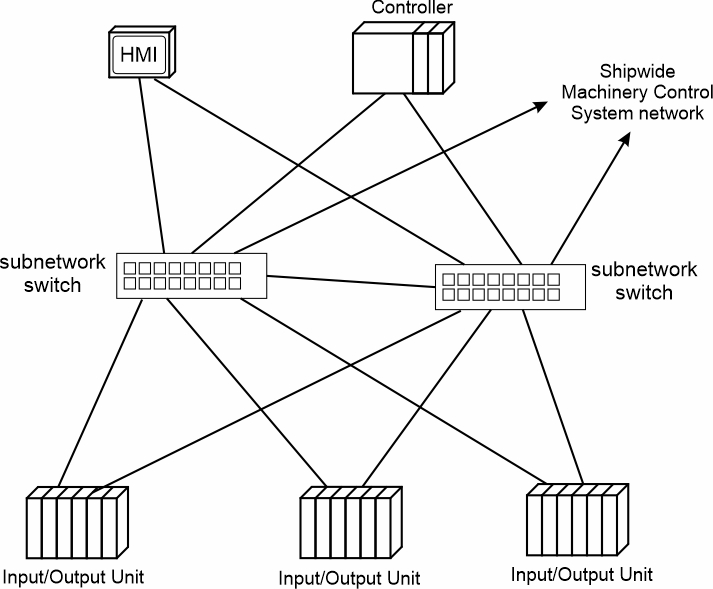 Controller
HMI
Shipwide
Machinery Control
System network
subnetwork
switch
subnetwork
switch
Input/Output Unit
Input/Output Unit
Input/Output Unit